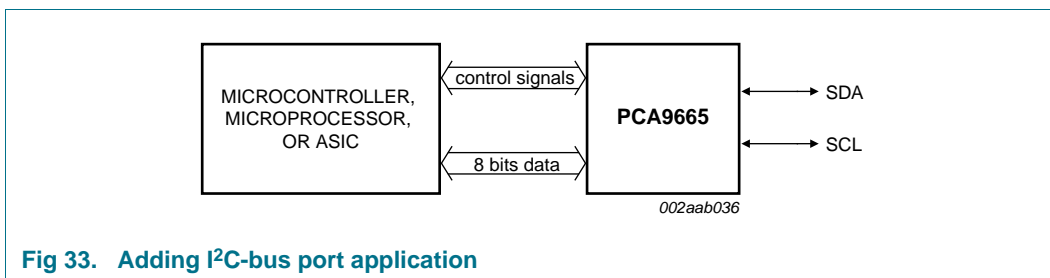 MICROCONTROLLER,
MICROPROCESSOR,
OR ASIC
control signals
8 bits data
PCA9665
SDA
SCL
002aab036
Fig 33. Adding I²C-bus port application